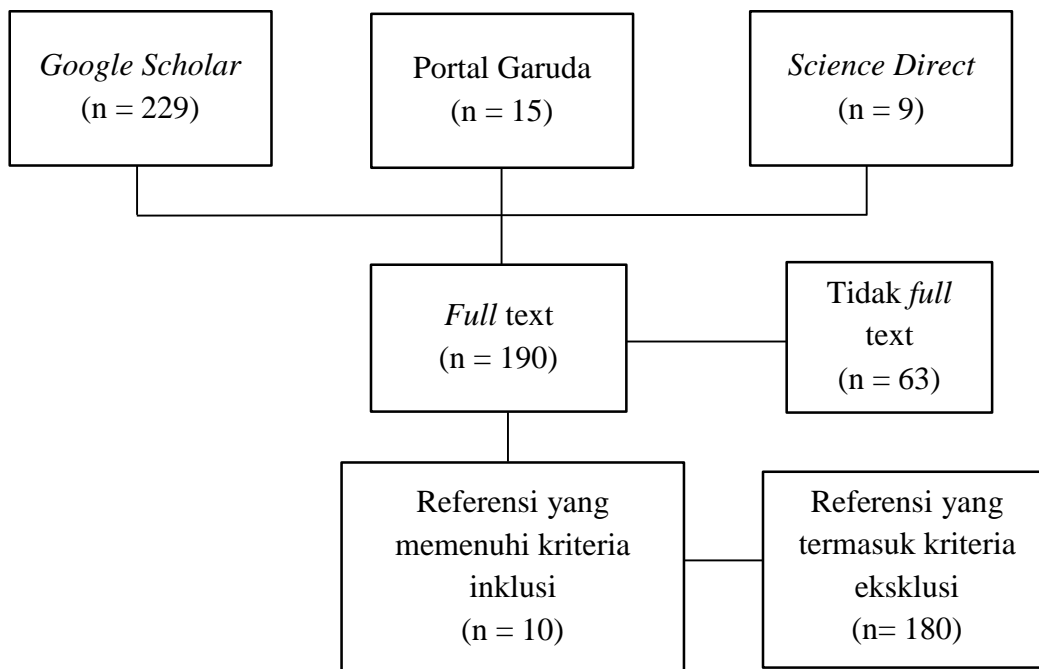 Google Scholar
(n = 229)
Portal Garuda
(n = 15)
Science Direct
(n = 9)
Full text
(n = 190)
Tidak full
text
(n = 63)
Referensi yang
memenuhi kriteria
inklusi
(n = 10)
Referensi yang
termasuk kriteria
eksklusi
(n= 180)